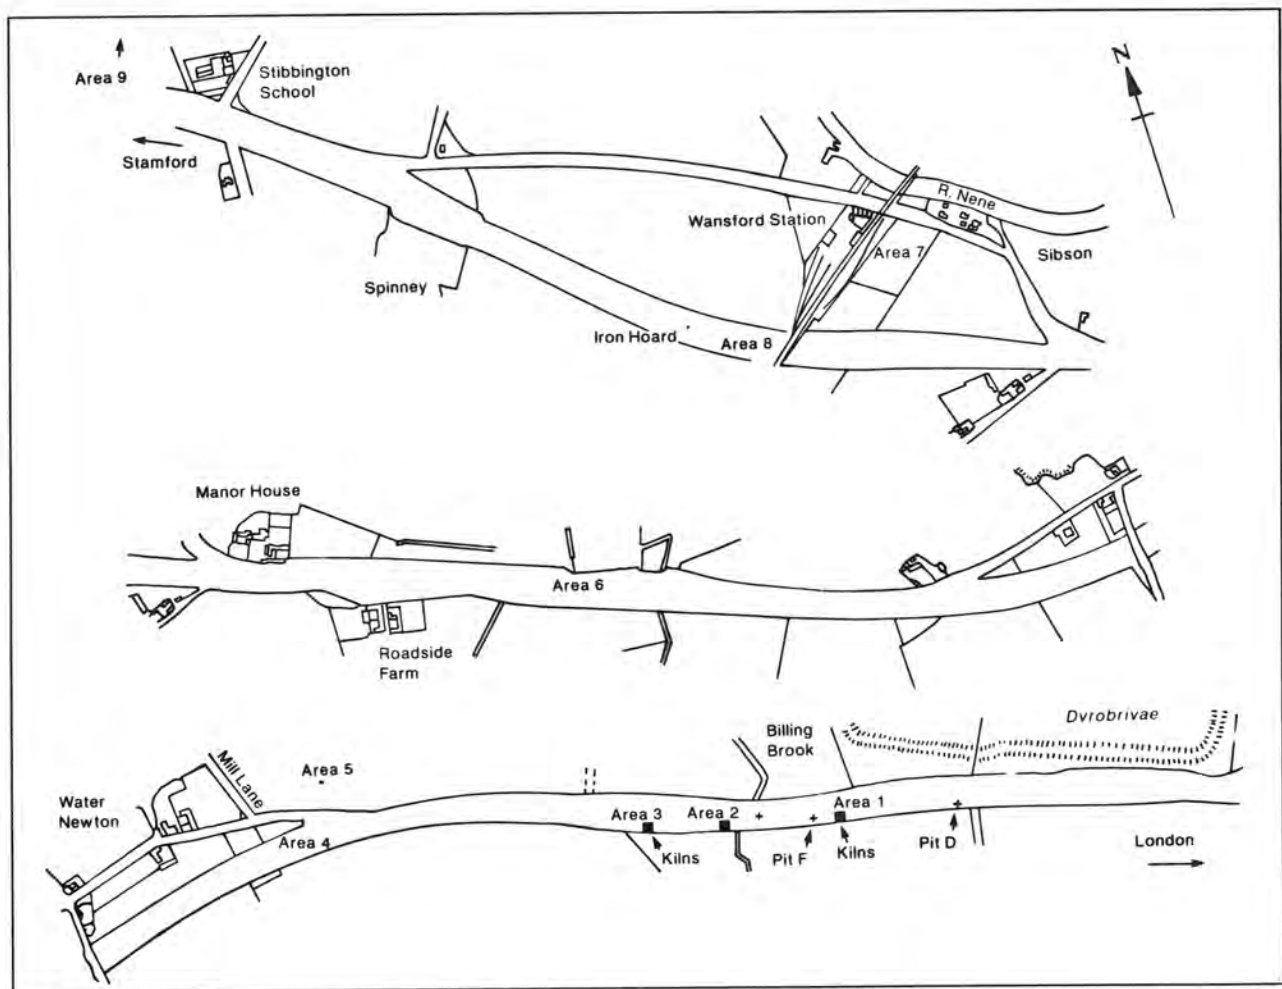 N
Area 9
Stibbington
School
Stamford
R. Nene
Wansford Station
Area 7
Sibson
Spinney
Iron Hoard
Area 8
Manor House
Area 6
Roadside
Farm
Dvrobrivae
Billing
Brook
Mill Lane
Area 5
Water
Newton
Area 3
Area 2
Area 1
Area 4
Kilns
Pit F
Kilns
Pit D
London